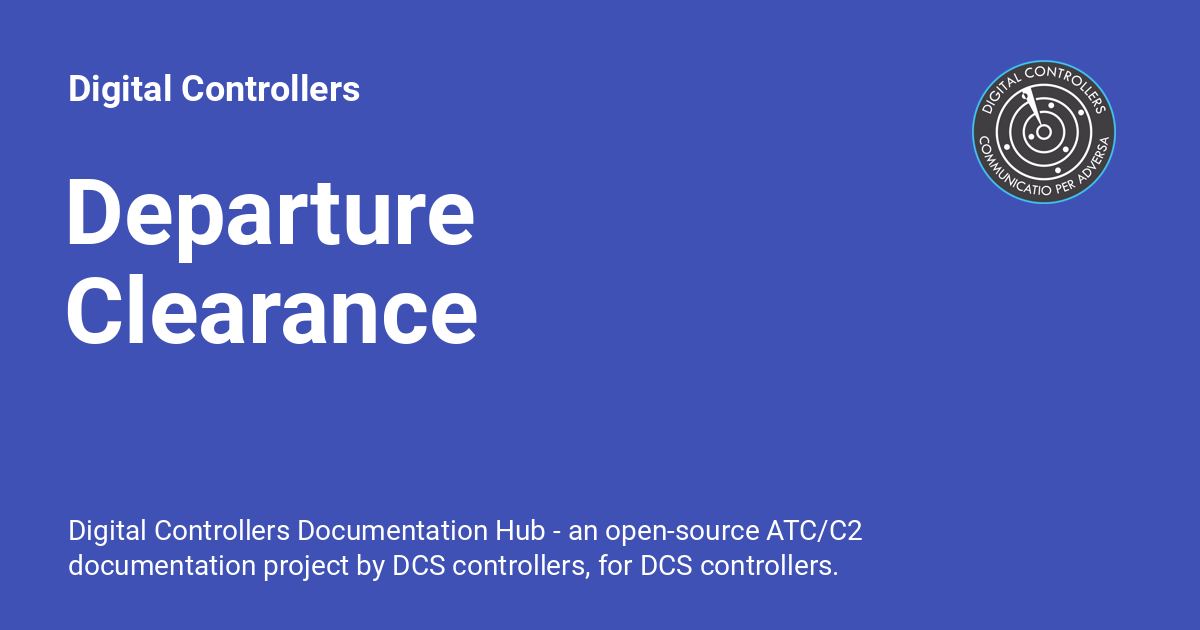 Digital Controllers
DIGITAL CONTROLLERS
COMMUNICATIO PER ADVERSA
Departure
Clearance
Digital Controllers Documentation Hub - an open-source ATC/C2
documentation project by DCS controllers, for DCS controllers.